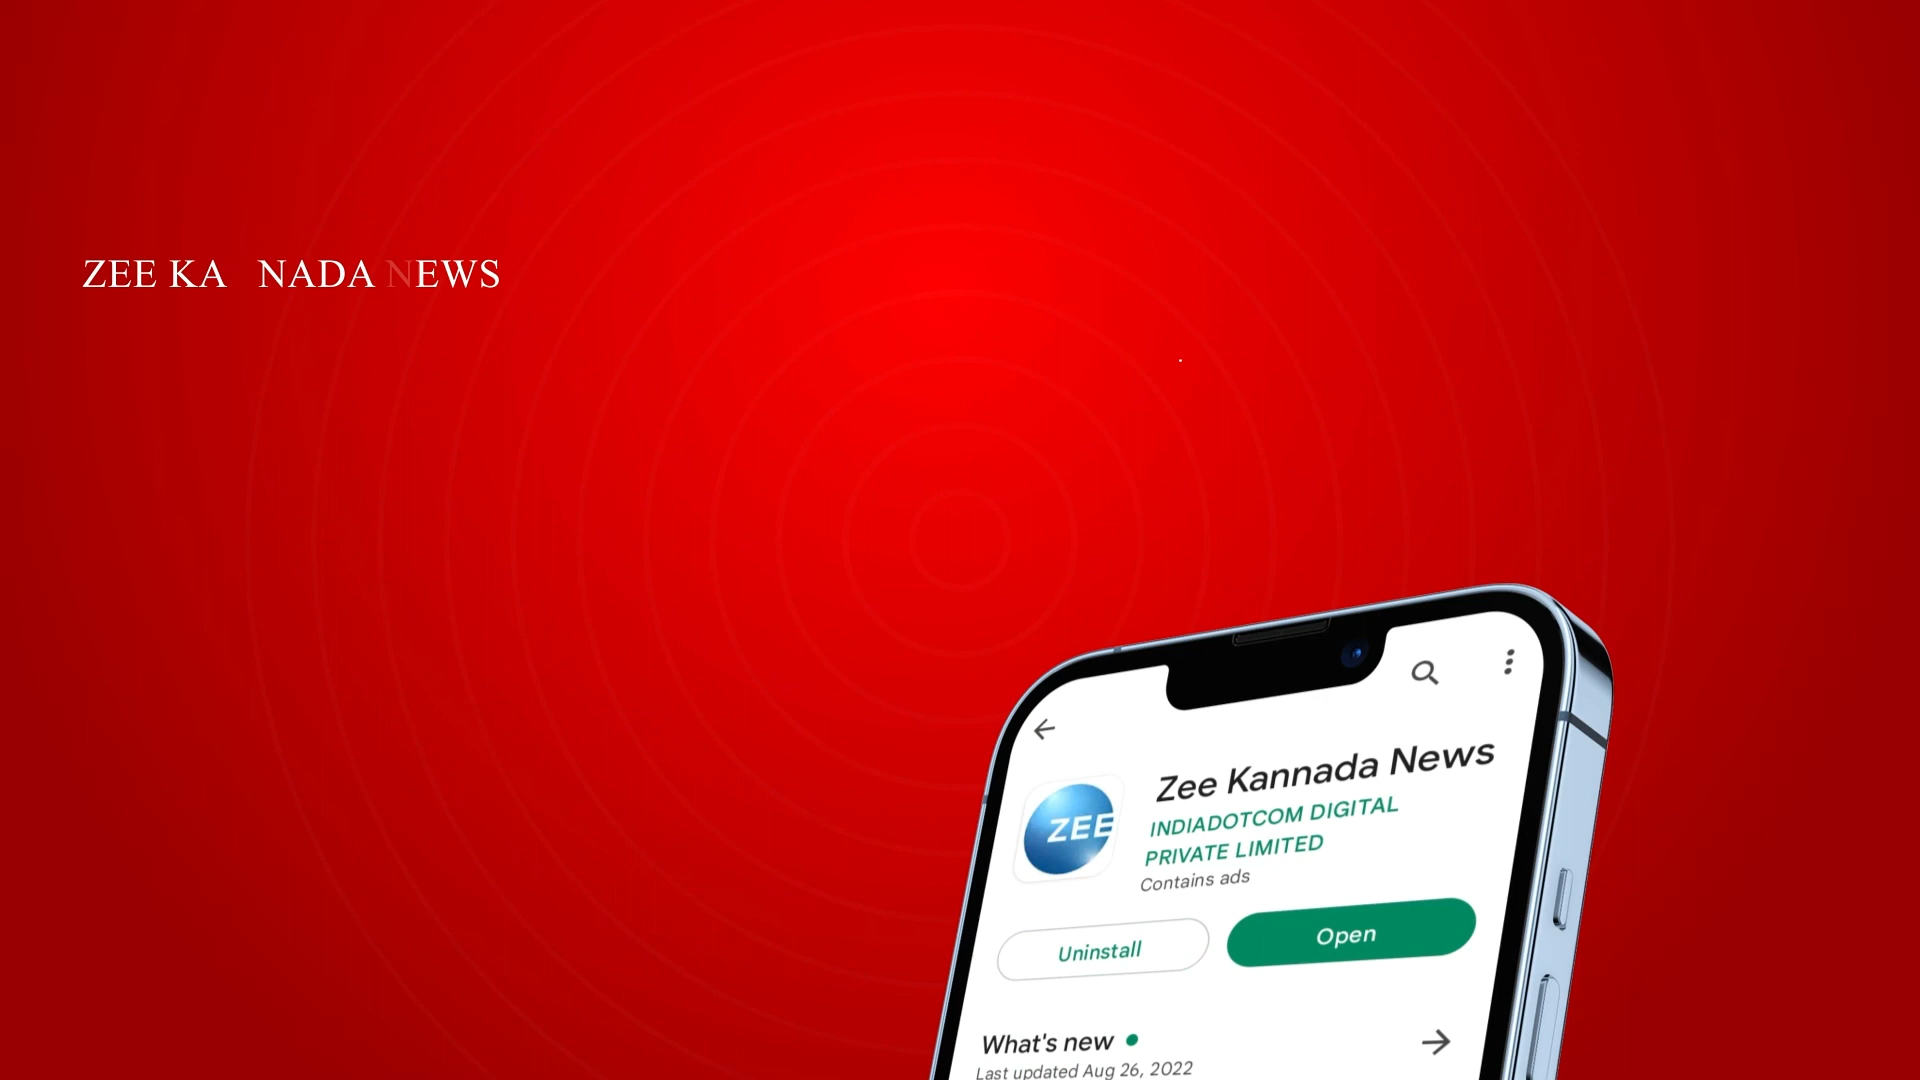 ZEE KA NADA NEWS
Zee Kannada News
INDIADOTCOM DIGITAL
PRIVATE LIMITED
Contains ads
ZEE
Uninstall
Open
What's new
Last updated Aug 26, 2022